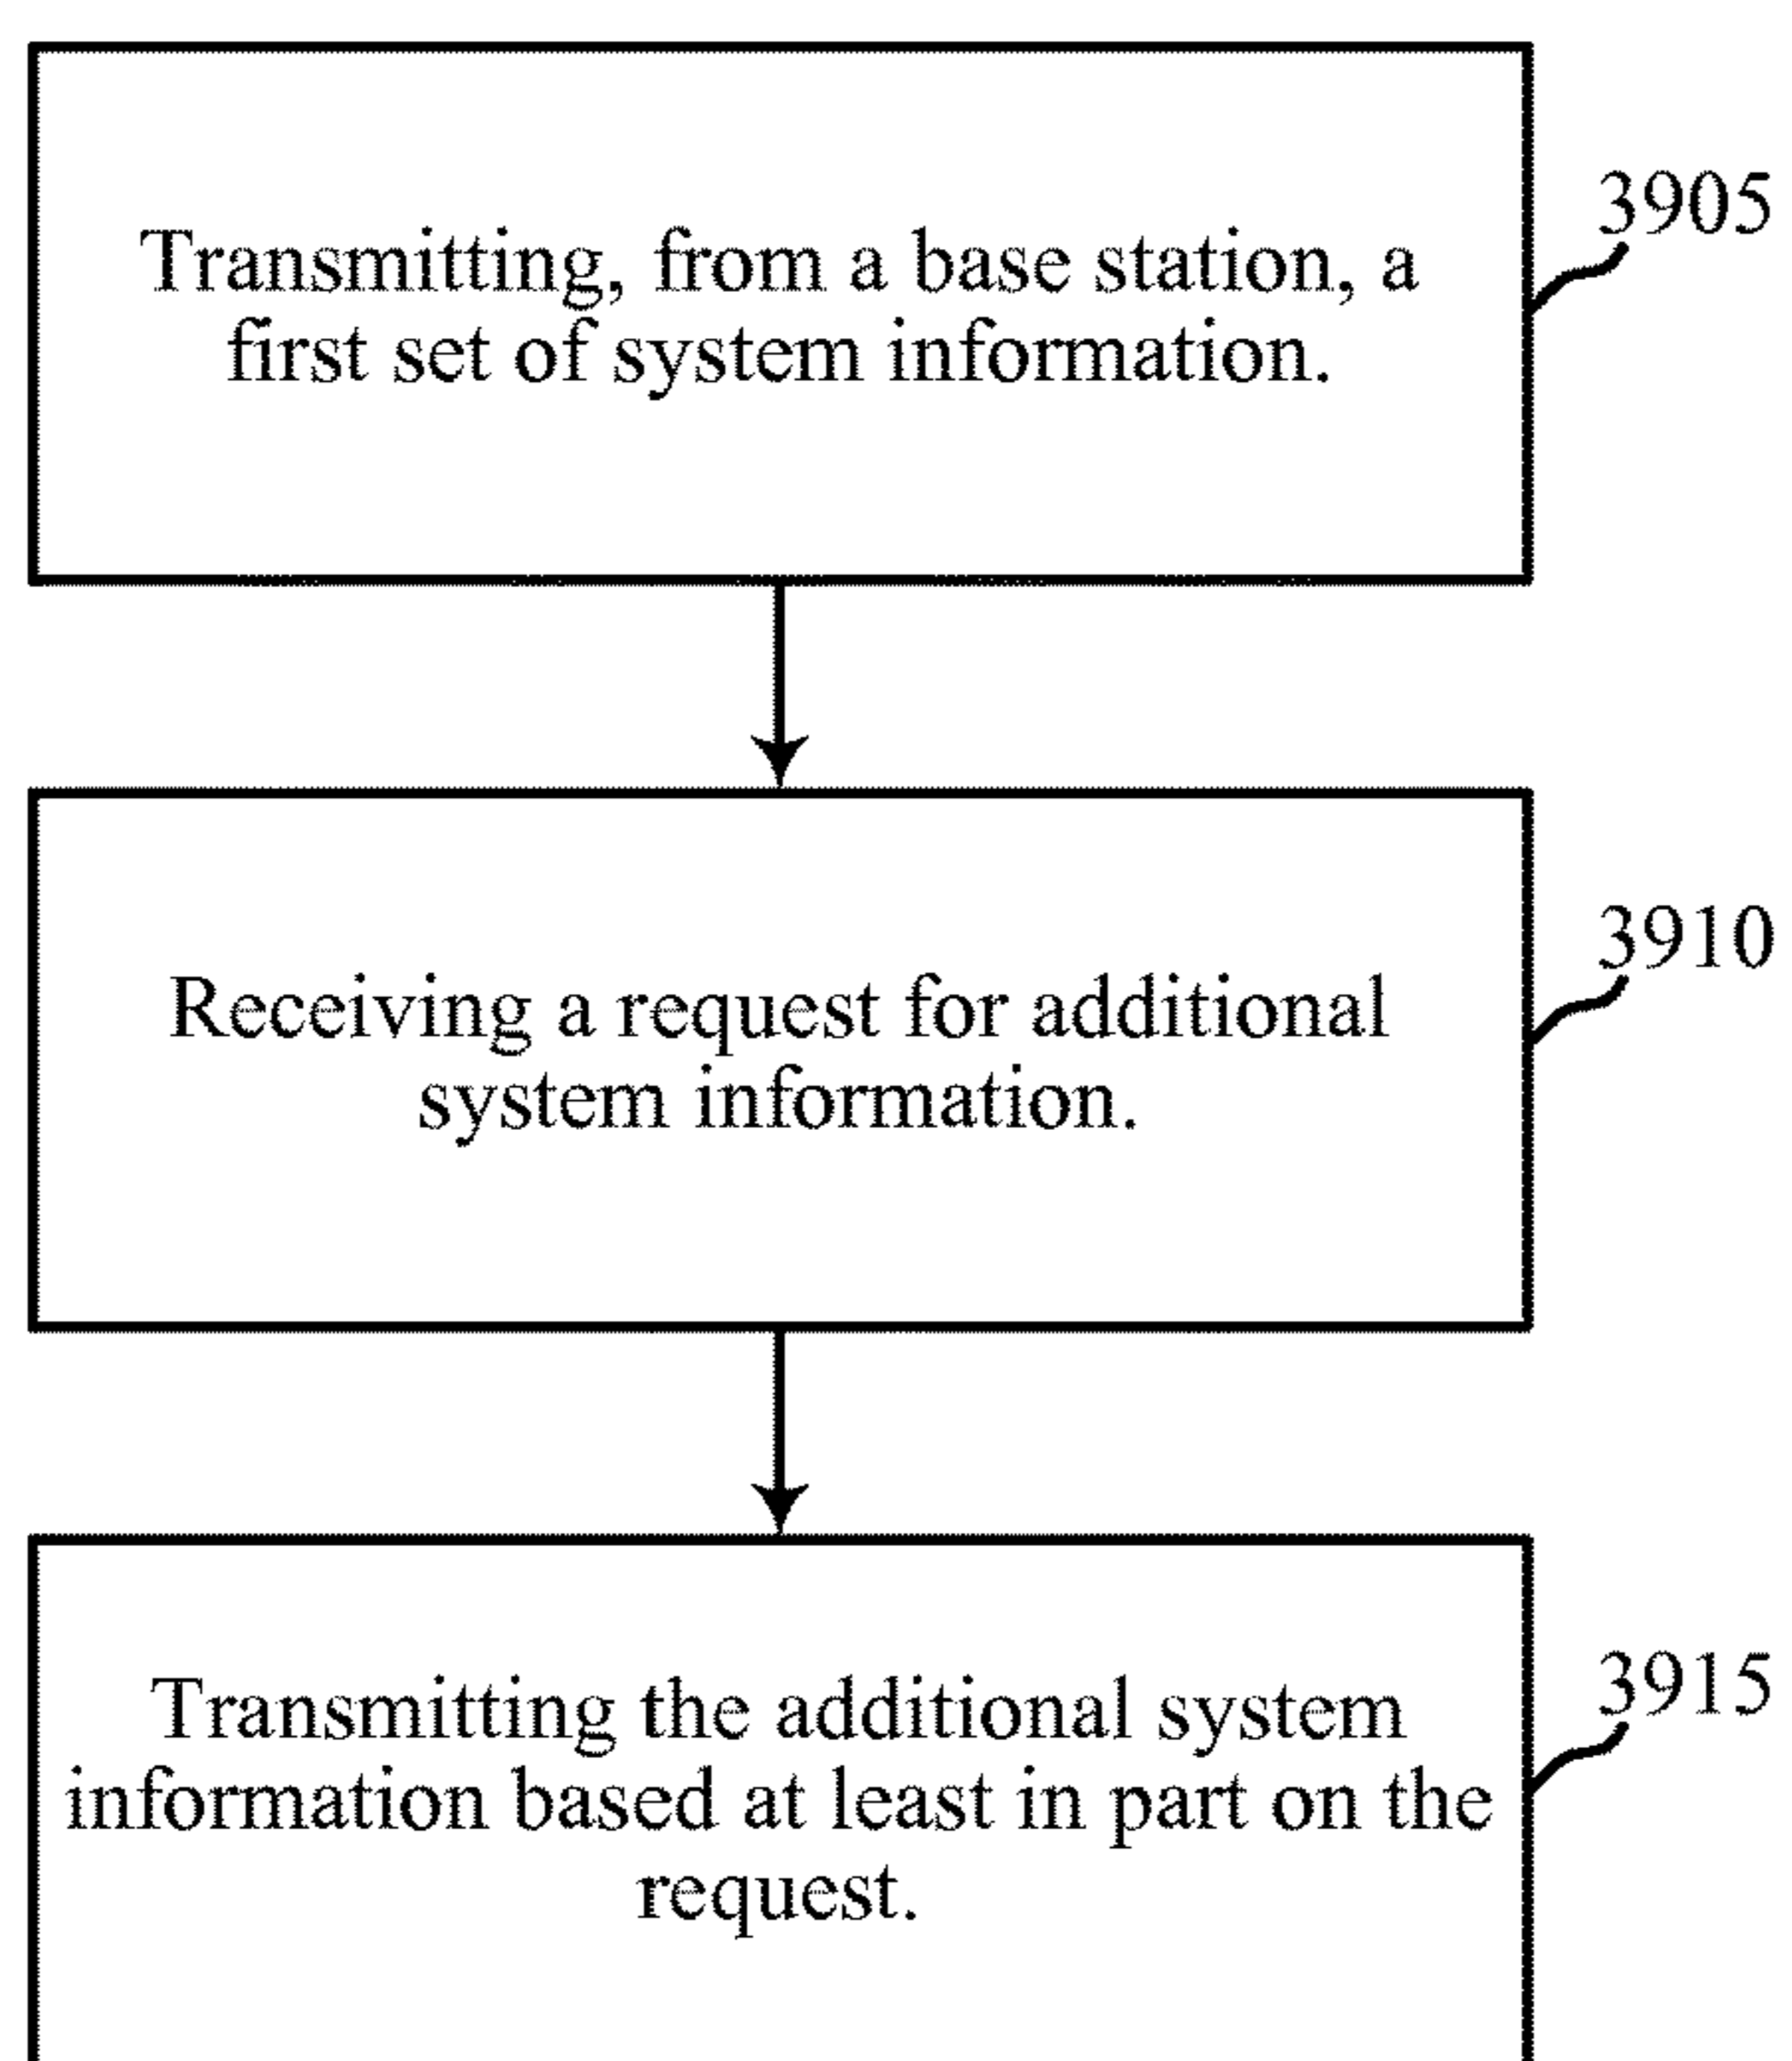 Transmitting, from a base station, a
first set of system information.
3905
Receiving a request for additional
system information.
3910
Transmitting the additional system
information based at least in part on the
request.
3915